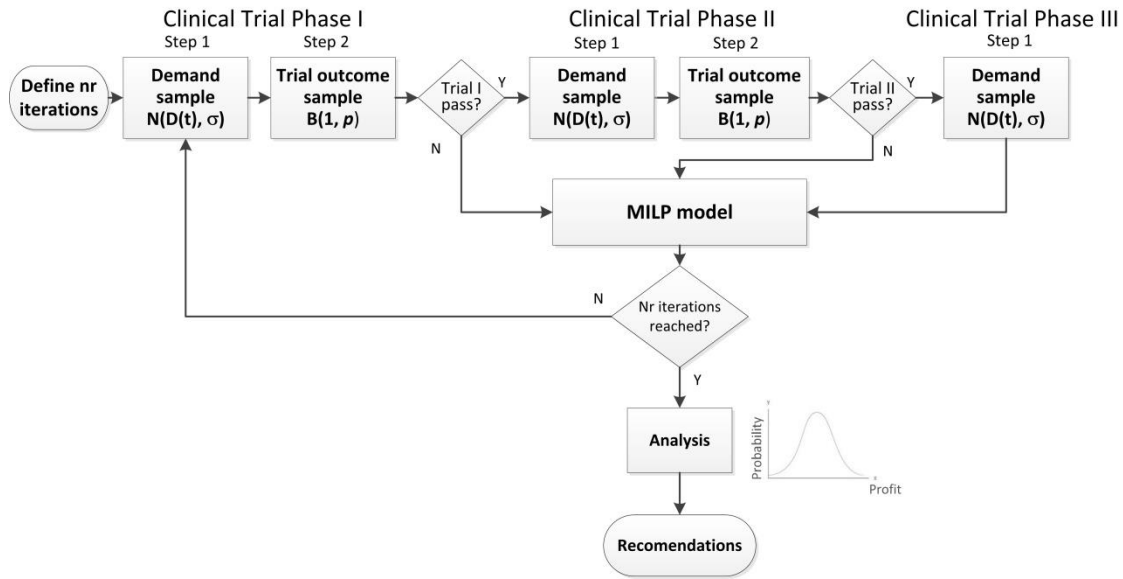 Clinical Trial Phase I
Clinical Trial Phase II
Clinical Trial Phase III
Step 1
Step 2
Step 1
Step 2
Step 1
Define nr
iterations
Demand
sample
N(D(t), σ)
Trial outcome
sample
B(1, p)
Trial I
pass?
Y
N
Demand
sample
N(D(t), σ)
Trial outcome
sample
B(1, p)
Trial II
pass?
Y
N
Demand
sample
N(D(t), σ)
MILP model
Nr iterations
reached?
N
Y
Analysis
Probability
Profit
Recomendations